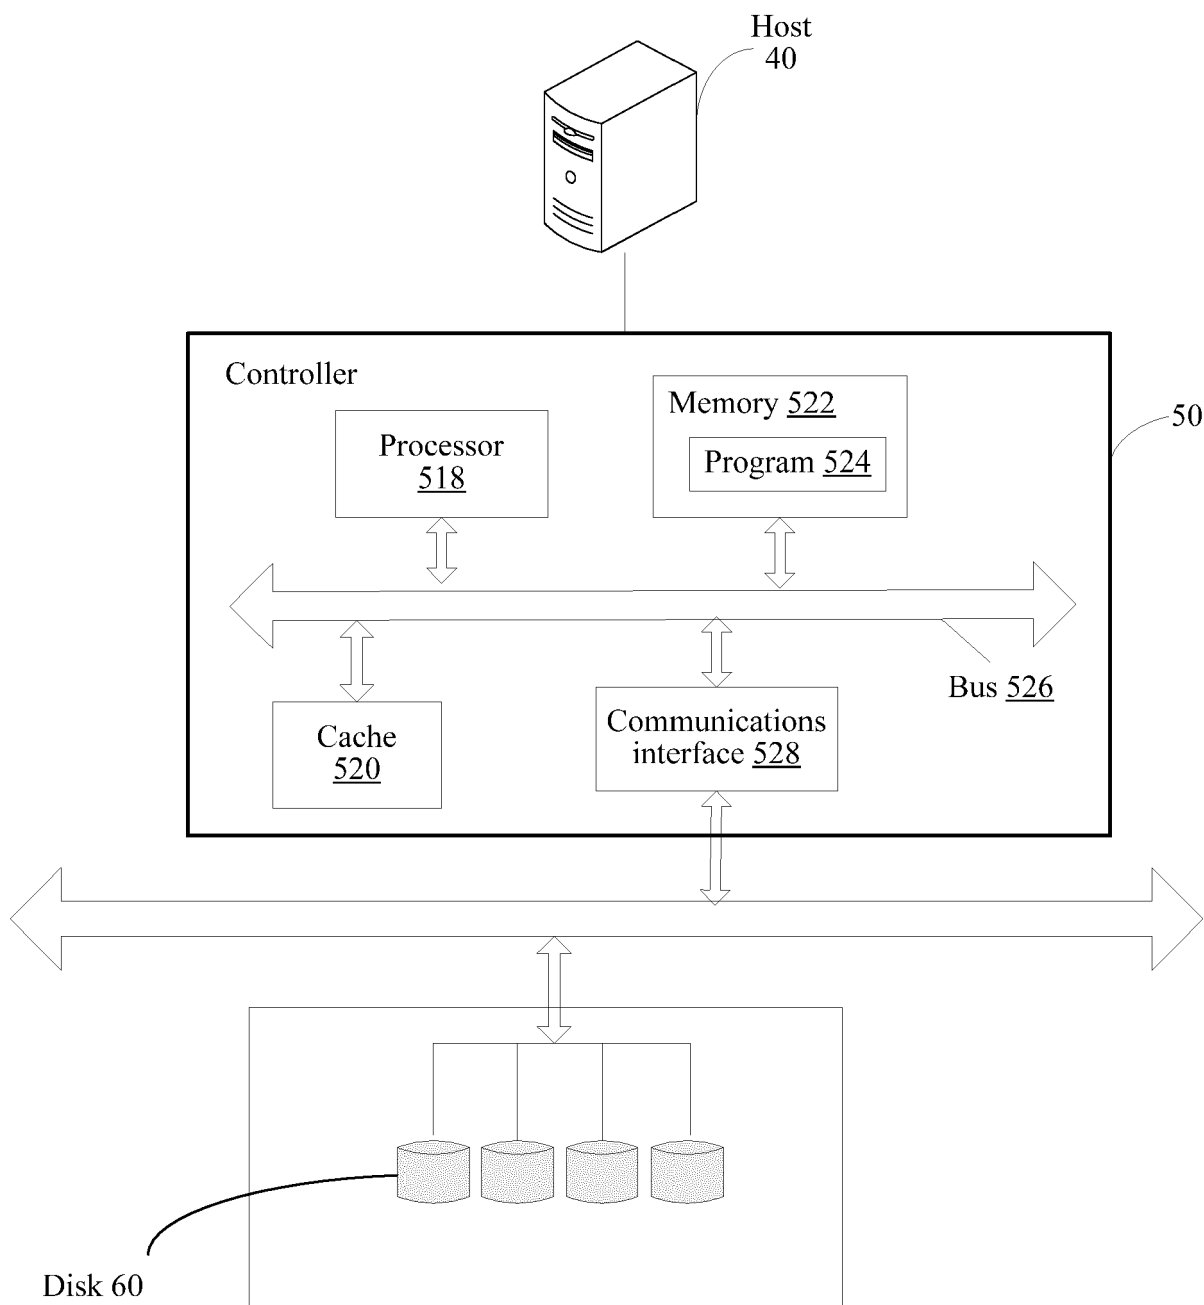 Host
40
Controller
Memory 522
Processor
518
Program 524
50
Bus 526
Cache
520
Communications
interface 528
Disk 60